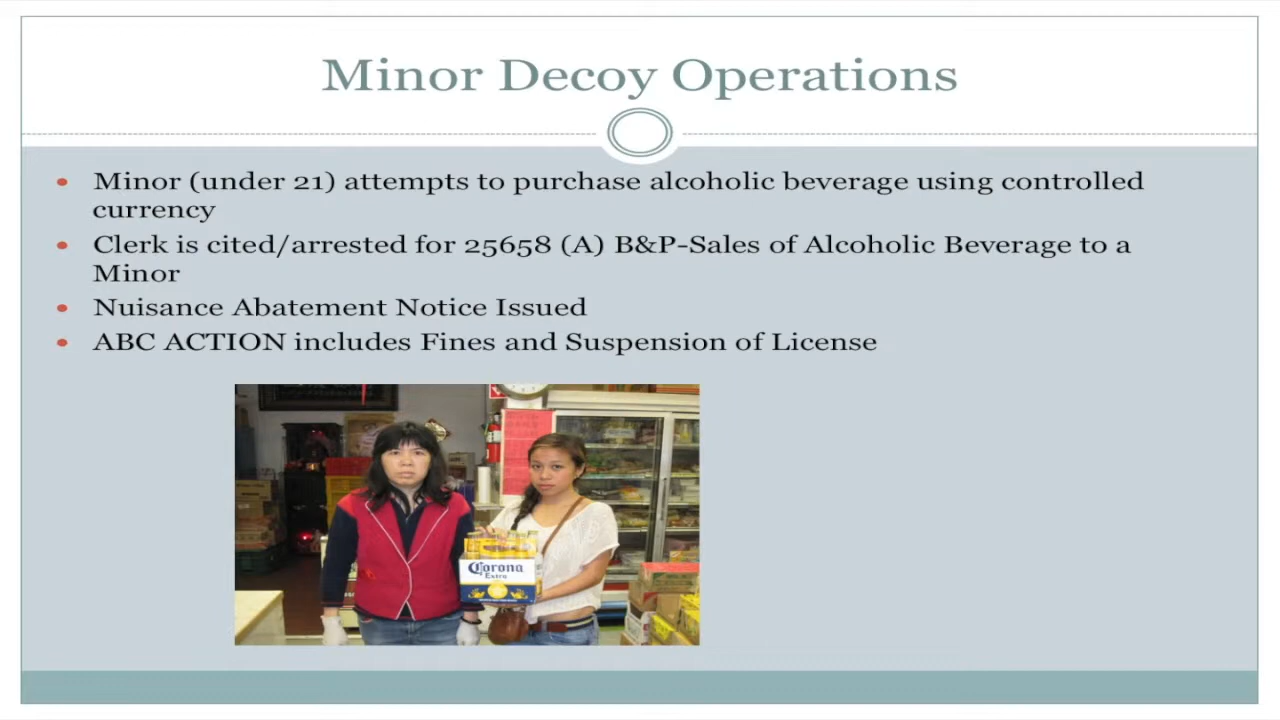 Minor Decoy Operations
Minor (under 21) attempts to purchase alcoholic beverage using controlled
currency
Clerk is cited/arrested for 25658 (A) B&P-Sales of Alcoholic Beverage to a
Minor
Nuisance Abatement Notice Issued
ABC ACTION includes Fines and Suspension of License
Corona
Extra